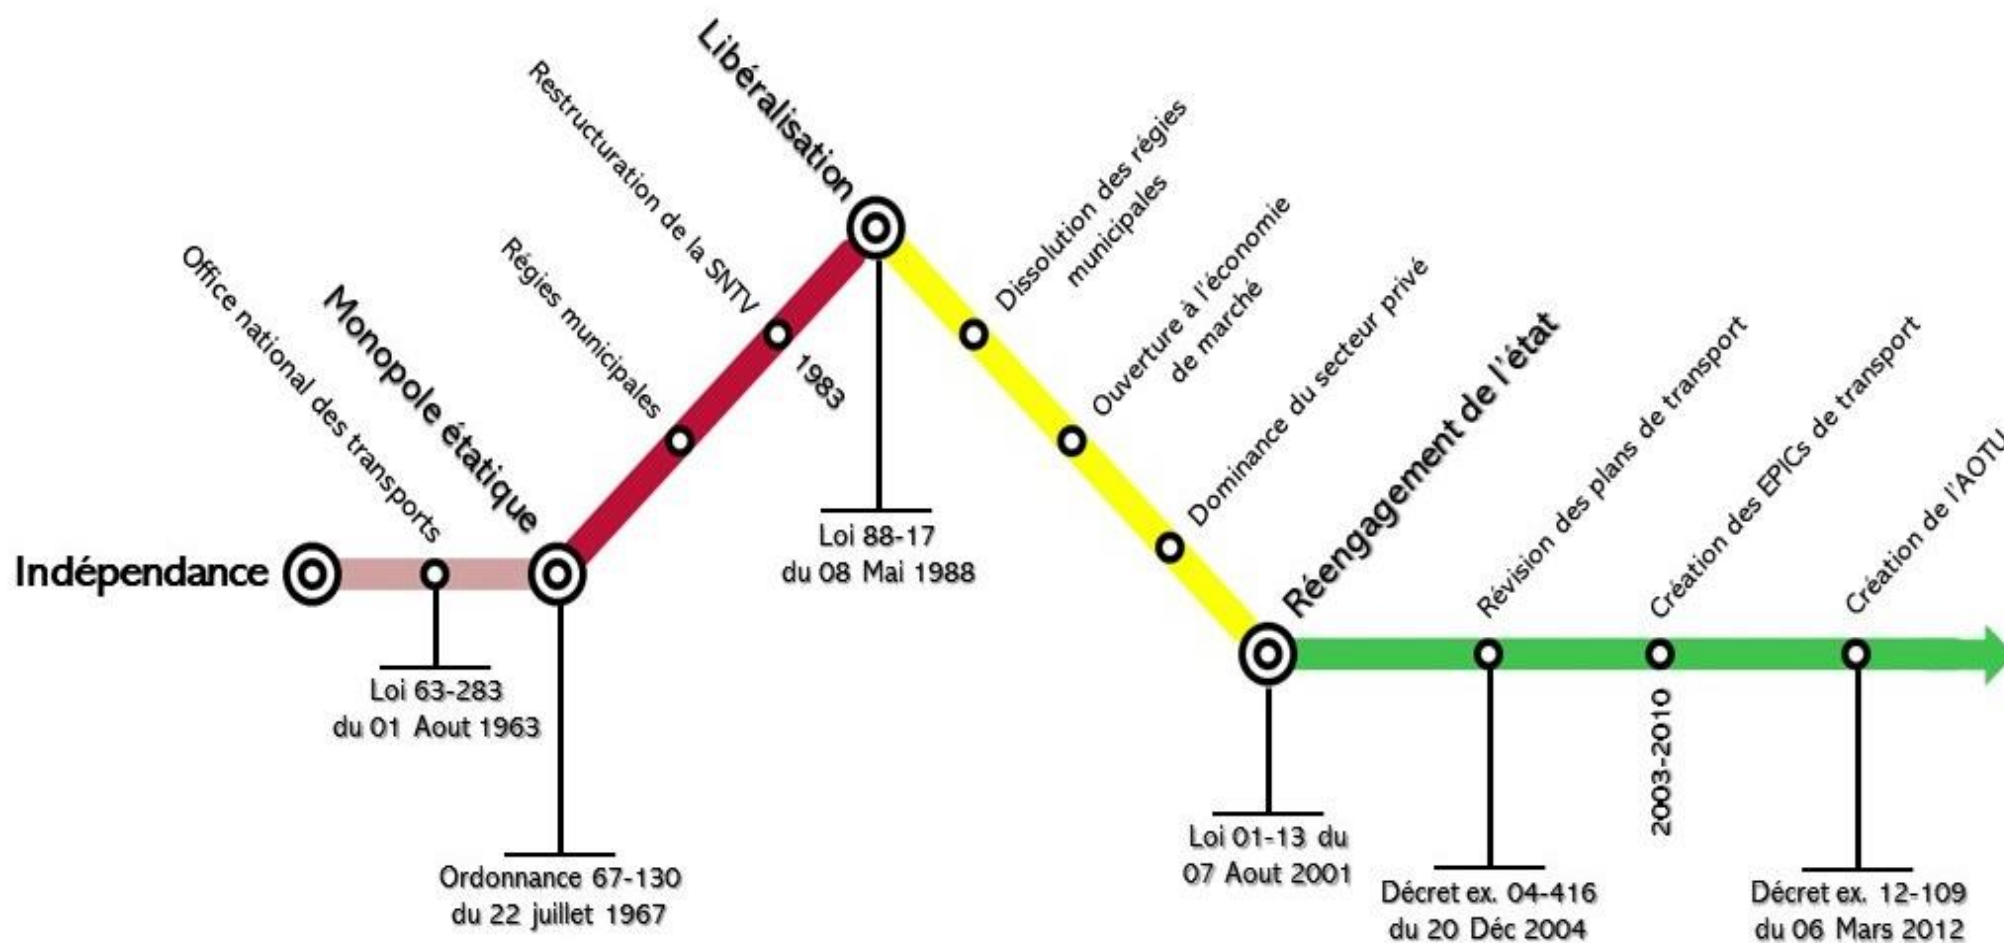 Indépendance
Office national des transports
Loi 63-283
du 01 Aout 1963
Monopole étatique
Ordonnance 67-130
du 22 juillet 1967
Régies municipales
Restructuration de la SNTV
1983
Libéralisation
Loi 88-17
du 08 Mai 1988
Dissolution des régies
municipales
Ouverture à l'économie
de marché
Dominance du secteur privé
Réengagement de l'état
Loi 01-13 du
07 Aout 2001
Révision des plans de transport
Décret ex. 04-416
du 20 Déc 2004
Création des EPICs de transport
2003-2010
Création de l'AOTU
Décret ex. 12-109
du 06 Mars 2012